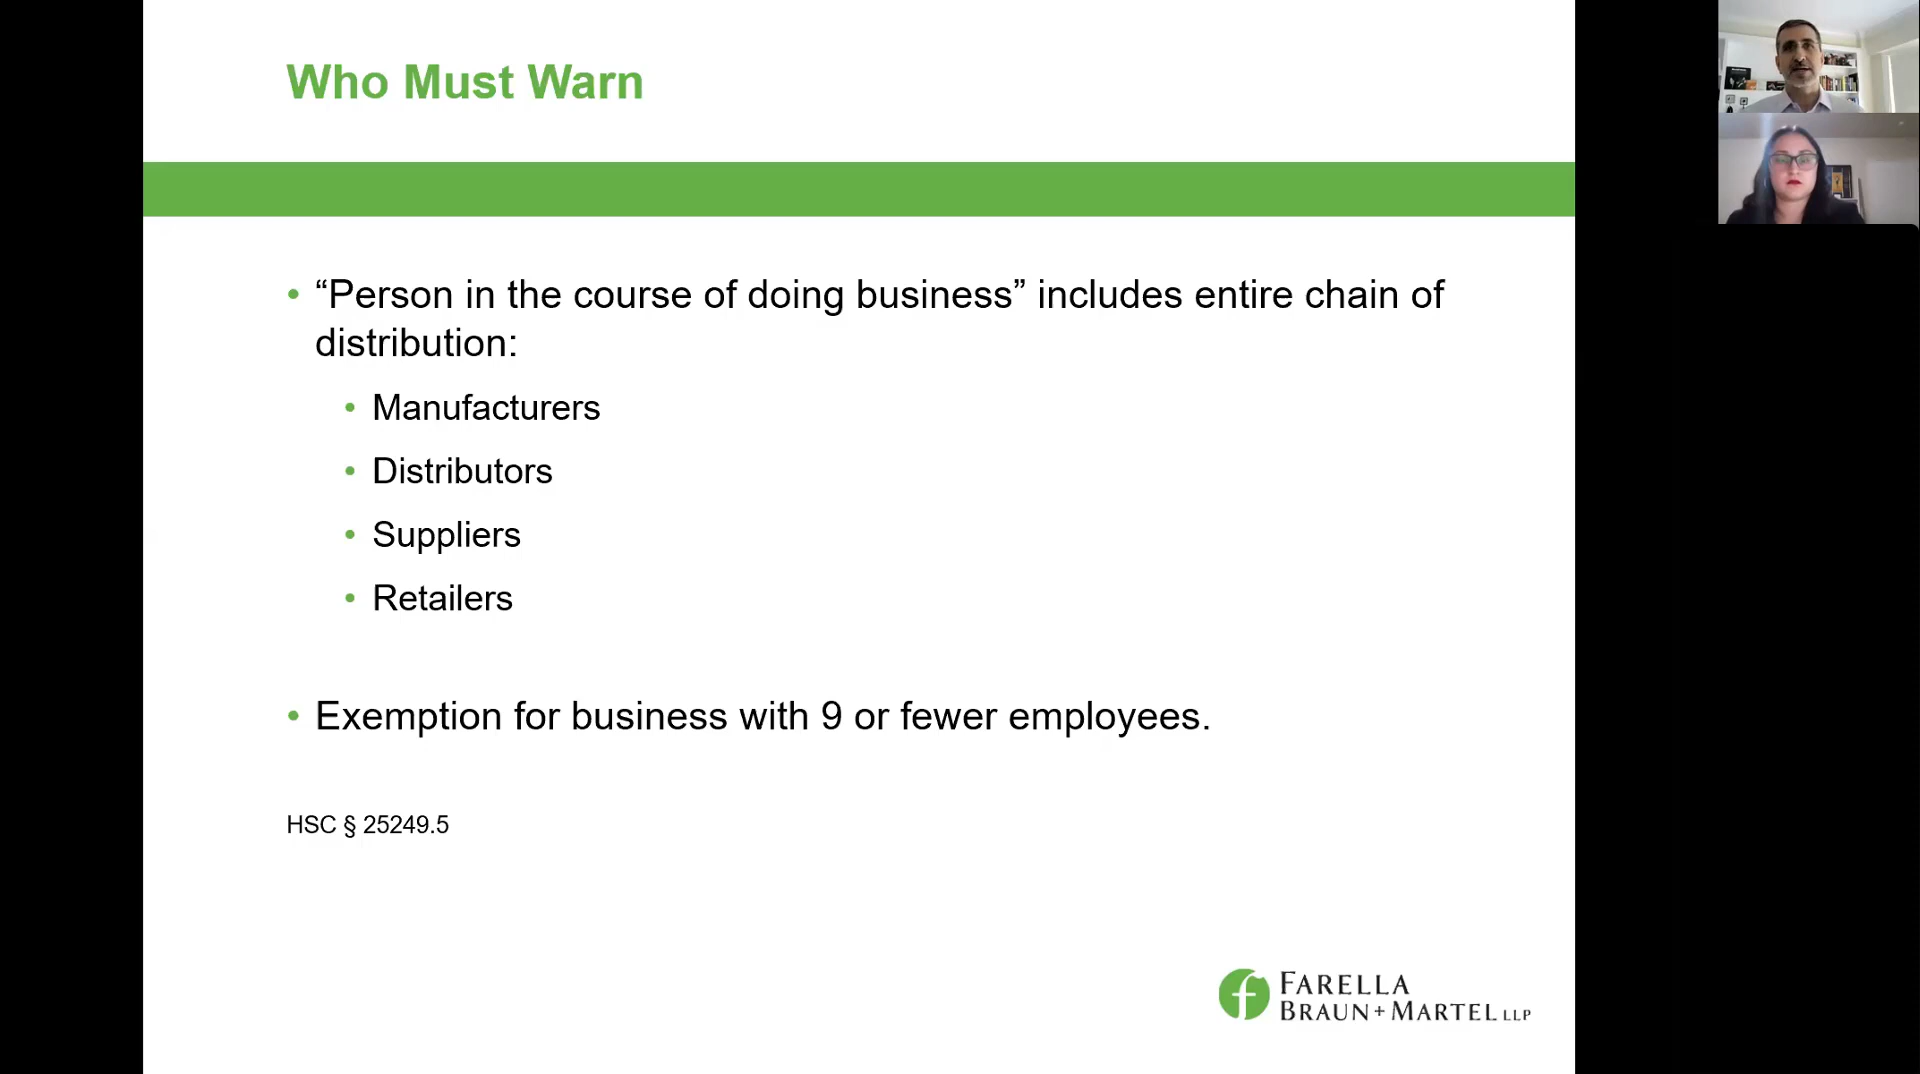 Who Must Warn
• “Person in the course of doing business” includes entire chain of
distribution:
• Manufacturers
• Distributors
• Suppliers
• Retailers
• Exemption for business with 9 or fewer employees.
HSC § 25249.5
f FARELLA
BRAUN+MARTEL LLP